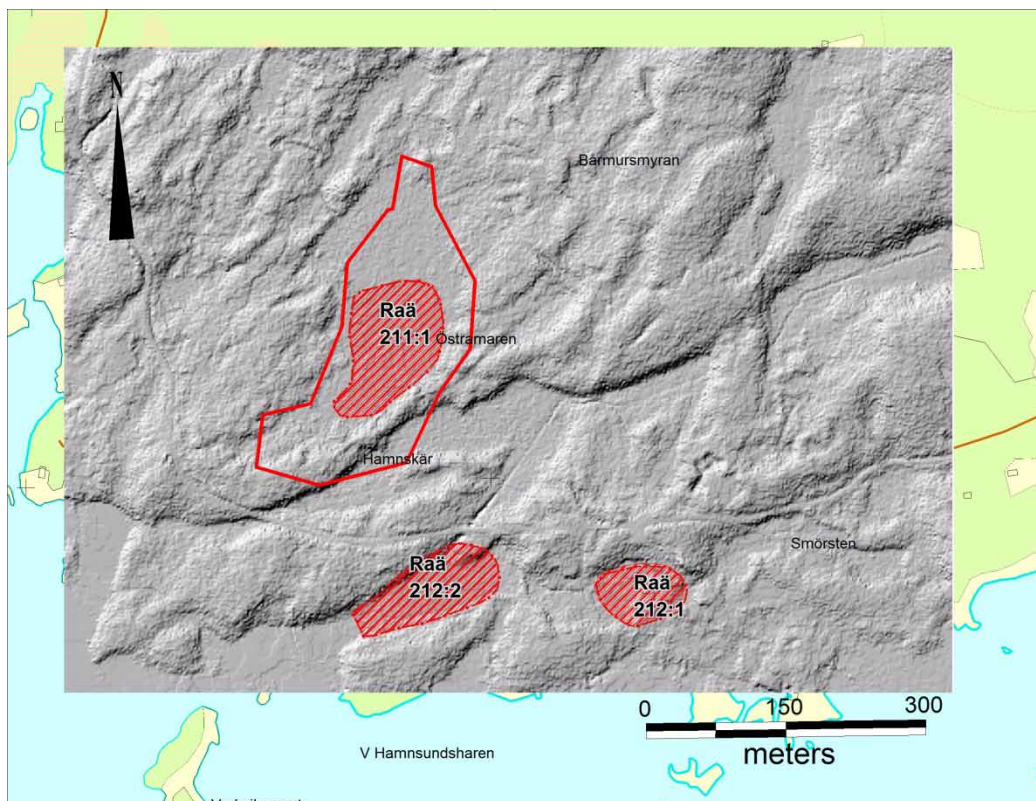 N
Bärmursmyran
Raä
211:1
Östramaren
Hamnskär
Smörsten
Raä
212:2
Raä
212:1
0 150 300
meters
V Hamnsundsharen